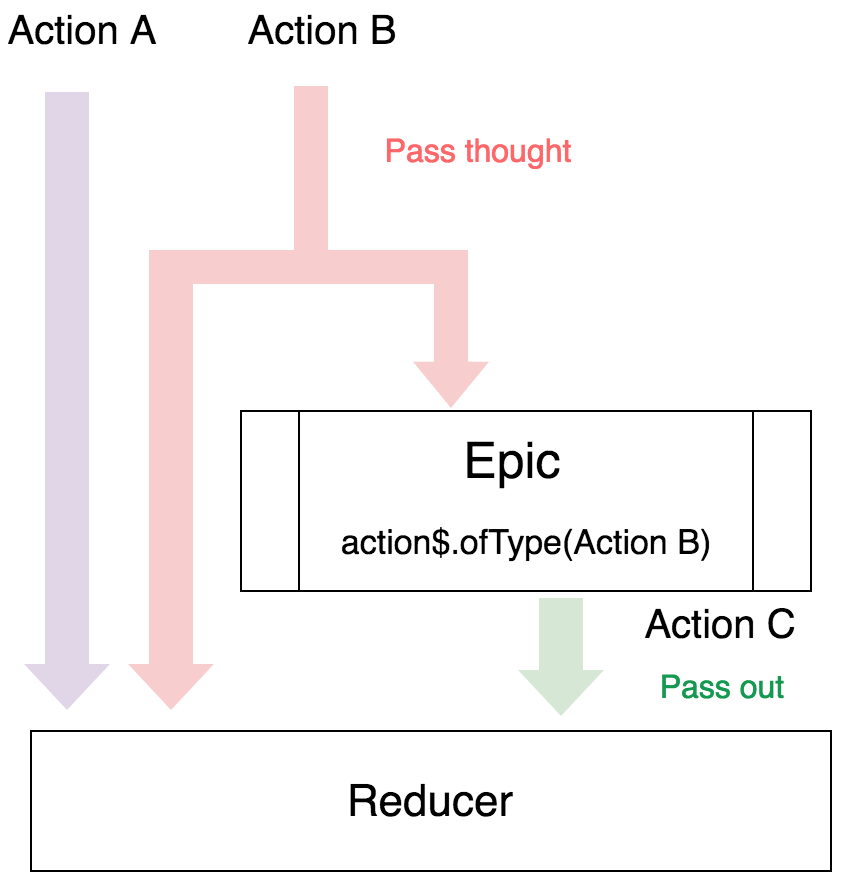 Action A
Action B
Pass thought
Epic
action$.ofType(Action B)
Action C
Pass out
Reducer